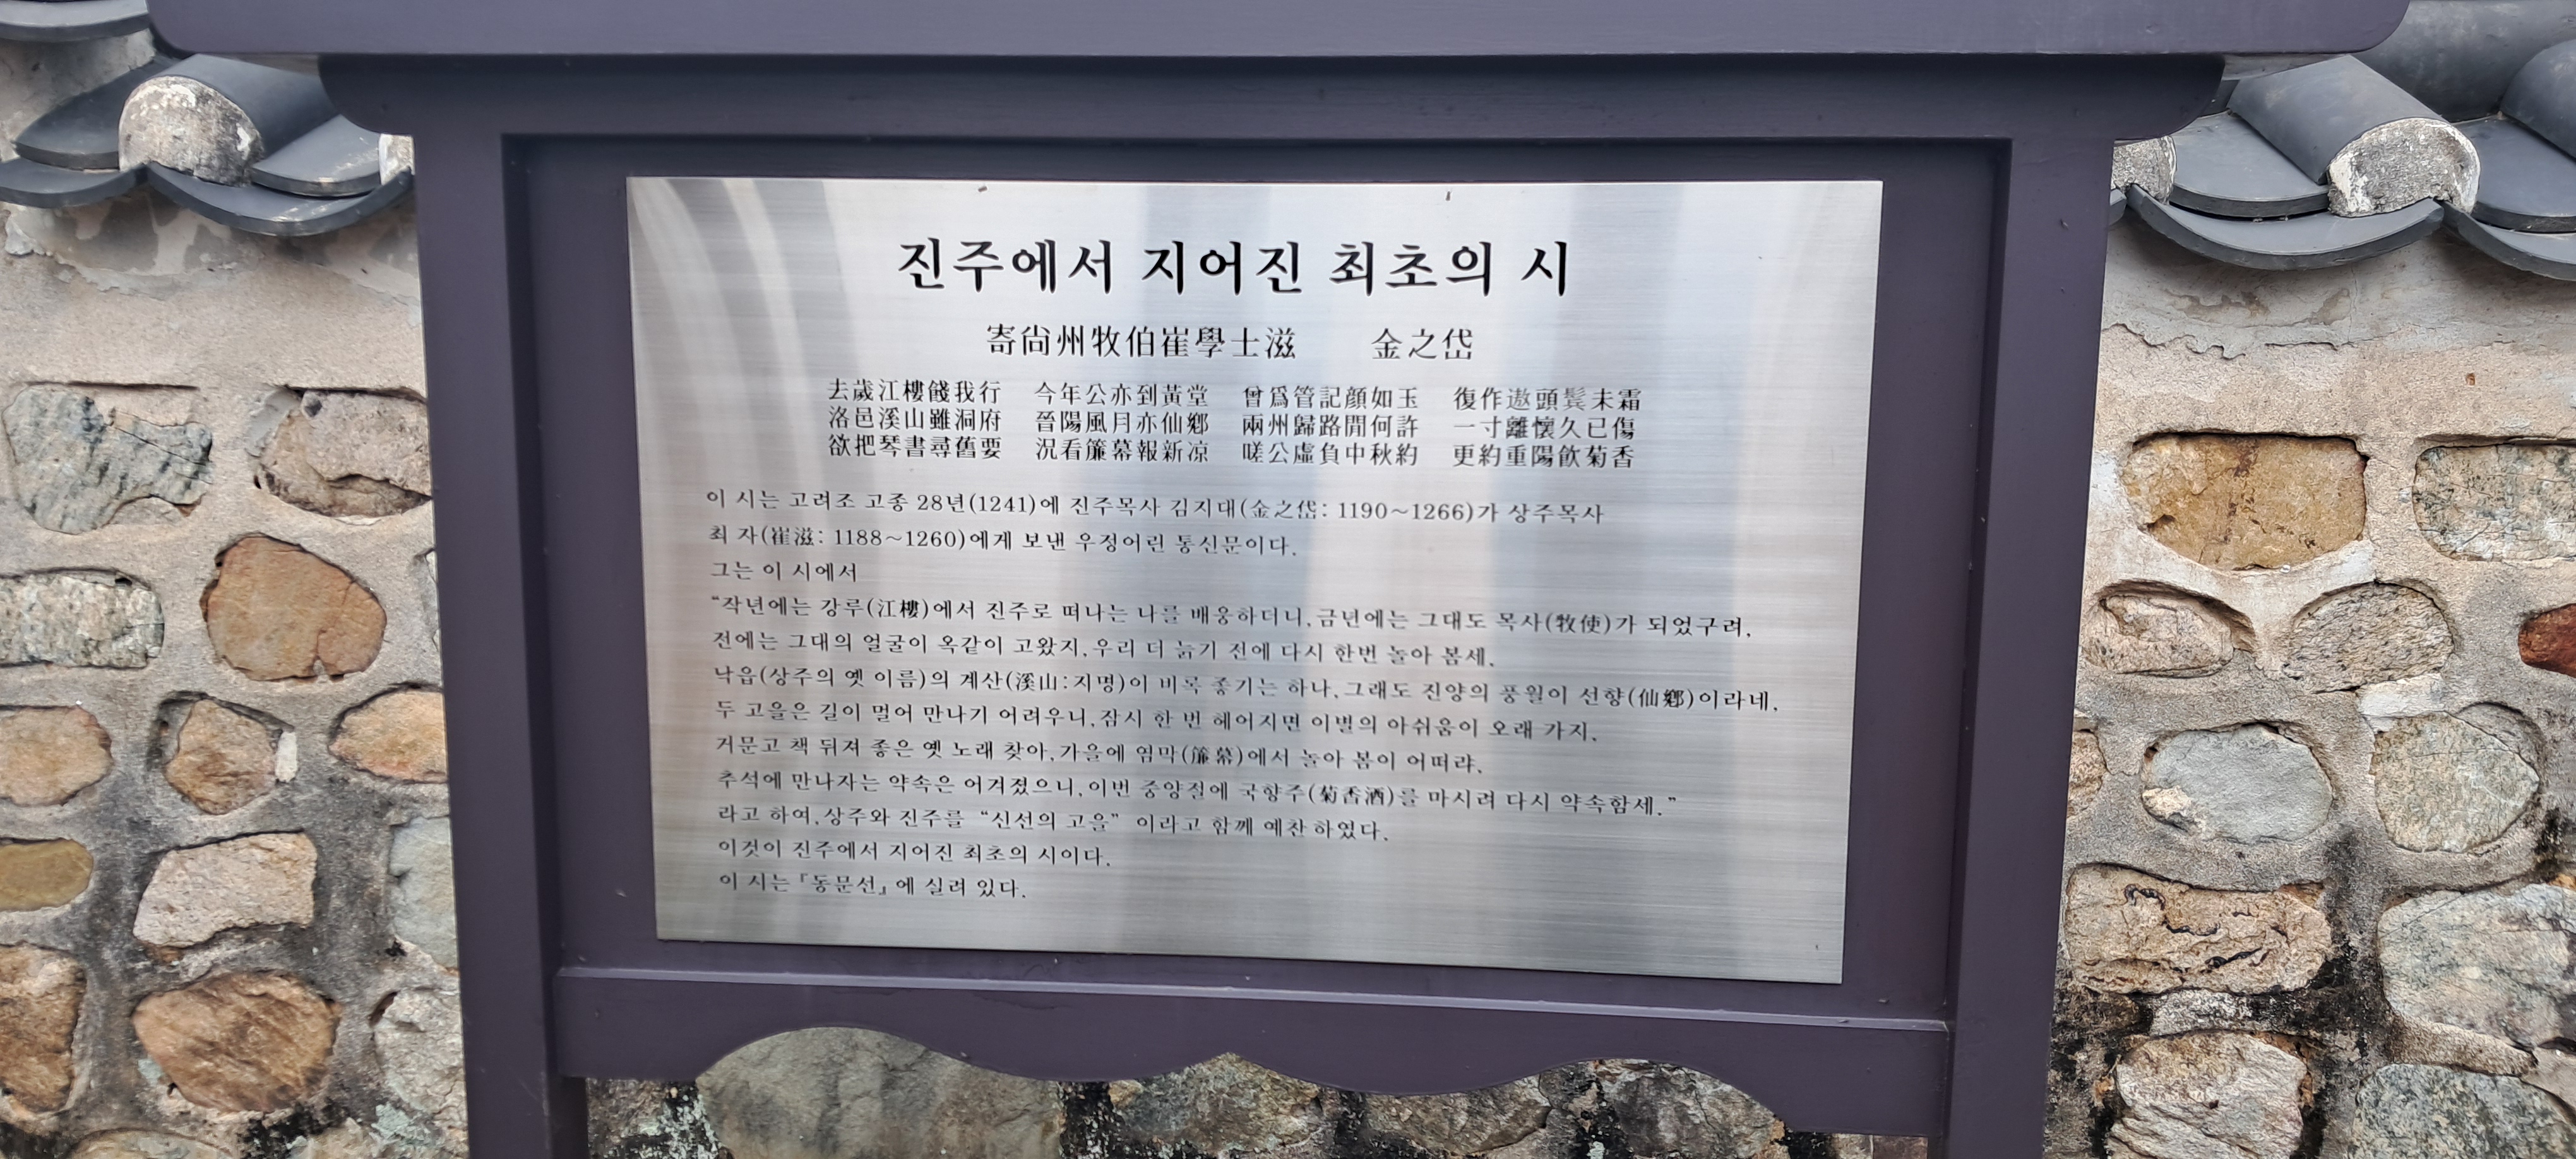 진주에서 지어진 최초의 시
寄尙州牧伯崔學士滋 金之岱
去歲江樓餞我行 今年公亦到黃堂 曾爲管記顔如玉 復作遨頭鬂未霜
洛邑溪山雖洞府 晉陽風月亦仙鄕 兩州歸路閒何許 一寸離懷久已傷
欲把琴書尋舊要 況看簾幕報新凉 嗟公虛負中秋約 更約重陽飮菊香
이 시는 고려조 고종 28년(1241)에 진주목사 김지대(金之岱: 1190~1266)가 상주목사
최 자(崔滋: 1188~1260)에게 보낸 우정어린 통신문이다.
그는 이 시에서
“작년에는 강루(江樓)에서 진주로 떠나는 나를 배웅하더니, 금년에는 그대도 목사(牧使)가 되었구려.
전에는 그대의 얼굴이 옥같이 고왔지, 우리 더 늙기 전에 다시 한번 놀아 봄세.
낙읍(상주의 옛 이름)의 계산(溪山:지명)이 비록 좋기는 하나, 그래도 진양의 풍월이 선향(仙鄕)이라네.
두 고을은 길이 멀어 만나기 어려우니, 잠시 한 번 헤이지면 이별의 아쉬움이 오래 가지.
거문고 책 뒤져 좋은 옛 노래 찾아, 가을에 염막(簾幕)에서 놀아 봄이 어떠랴.
추석에 만나자는 약속은 어겨졌으니, 이번 중양절에 국향주(菊香酒)를 마시려 다시 약속함세.”
라고 하여, 상주와 진주를 “신선의 고을” 이라고 함께 예찬 하였다.
이것이 진주에서 지어진 최초의 시이다.
이 시는 『동문선』에 실려 있다.